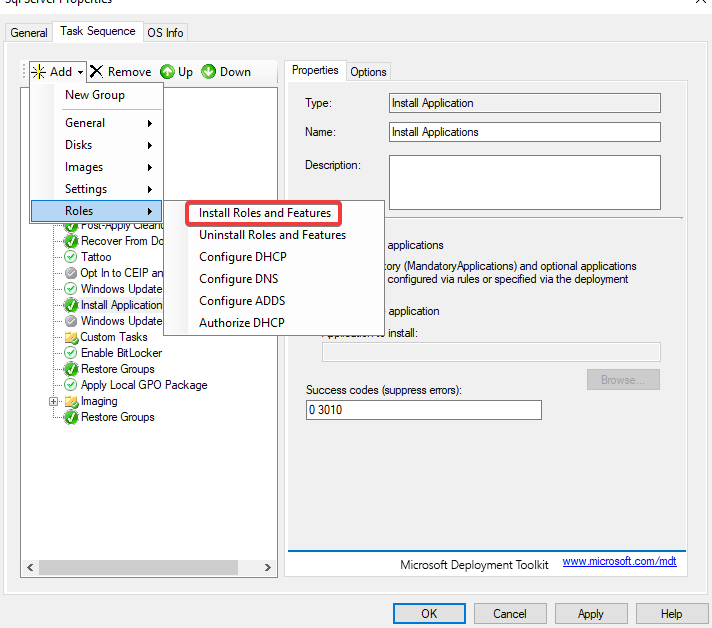 Sql Server Properties
General
Task Sequence
OS Info
Add
Remove
Up
Down
New Group
General
Disks
Images
Settings
Roles
Install Roles and Features
Uninstall Roles and Features
Configure DHCP
Configure DNS
Configure ADDS
Authorize DHCP
Post-Apply Cleanu
Recover From Do
Tattoo
Opt In to CEIP an
Windows Update
Install Application
Windows Update
Custom Tasks
Enable BitLocker
Restore Groups
Apply Local GPO Package
Imaging
Restore Groups
Properties
Options
Type:
Install Application
Name:
Install Applications
Description:
applications
tory (MandatoryApplications) and optional applications
configured via rules or specified via the deployment
application
Application to install:
Browse...
Success codes (suppress errors):
0 3010
Microsoft Deployment Toolkit
www.microsoft.com/mdt
OK
Cancel
Apply
Help